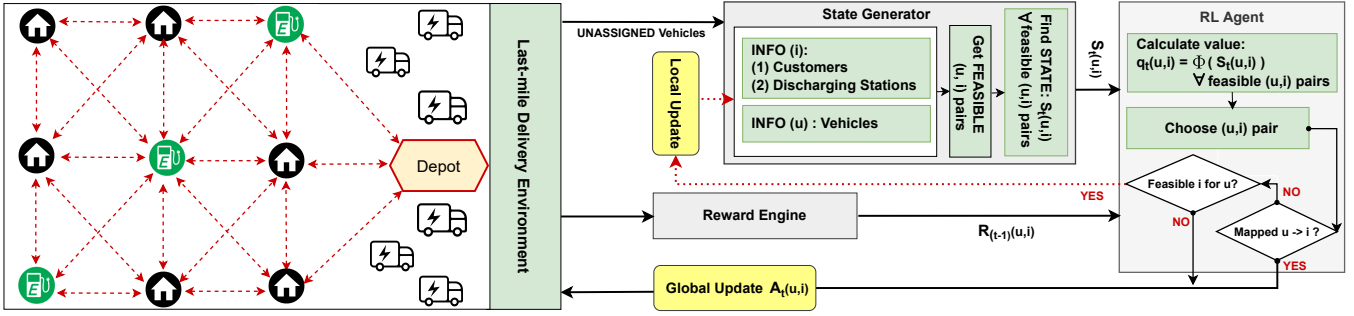 Depot
Last-mile Delivery Environment
UNASSIGNED Vehicles
Local Update
State Generator
INFO (i):
(1) Customers
(2) Discharging Stations
INFO (u) : Vehicles
Get FEASIBLE
(u, i) pairs
Find STATE: Sₜ(u,i)
∀ feasible (u,i) pairs
Sₜ(u,i)
RL Agent
Calculate value:
qₜ(u,i) = Φ ( Sₜ(u,i) )
∀ feasible (u,i) pairs
Choose (u,i) pair
Feasible i for u?
YES
NO
NO
Mapped u -> i ?
YES
Reward Engine
R₍ₜ₋₁₎(u,i)
Global Update Aₜ(u,i)
E
E
E